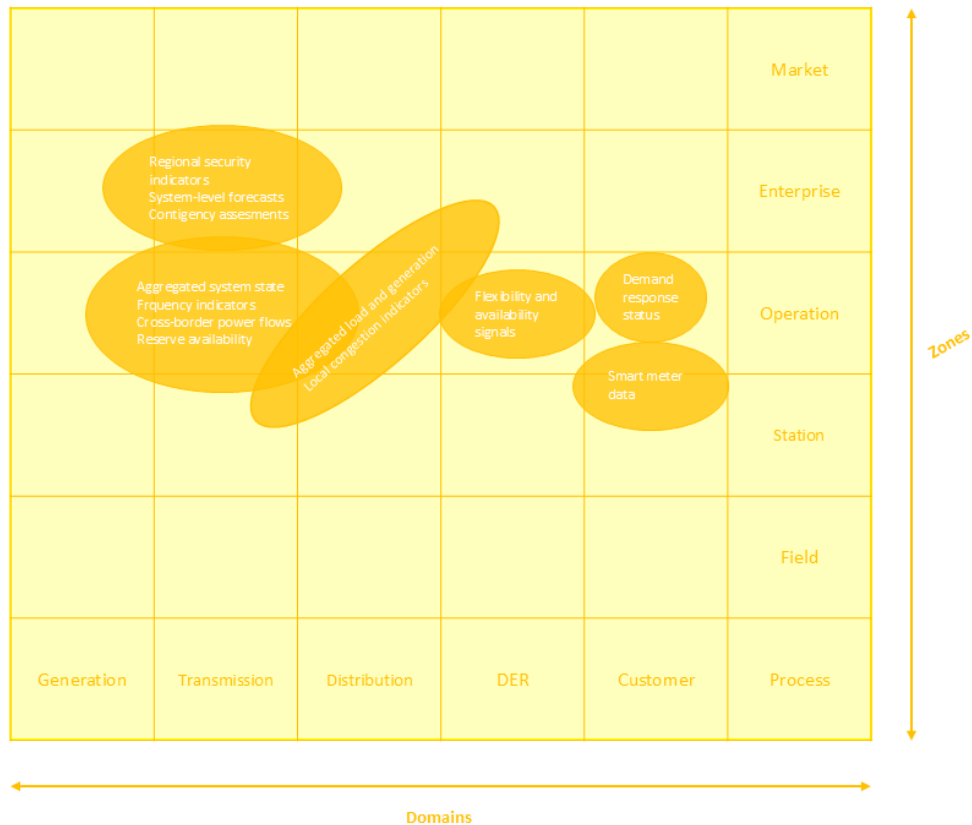 Market
Regional security
indicators
System-level forecasts
Contigency assesments
Enterprise
Aggregated system state
Frquency indicators
Cross-border power flows
Reserve availability
Aggregated load and generation
Local congestion indicators
Flexibility and
availability
signals
Demand
response
status
Operation
Smart meter
data
Station
Field
Generation
Transmission
Distribution
DER
Customer
Process
Zones
Domains